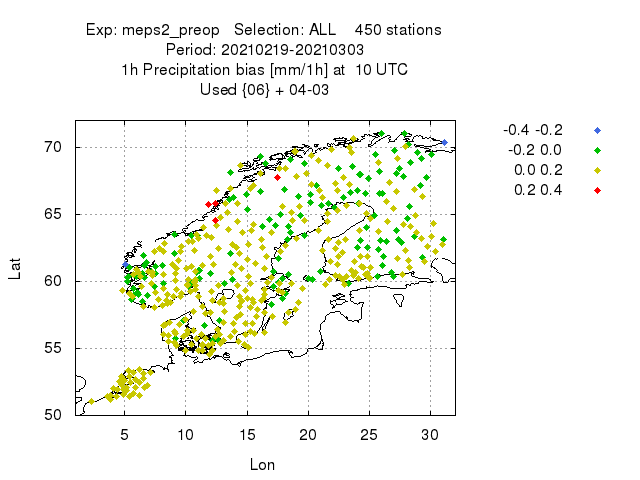 Exp: meps2_preop   Selection: ALL    450 stations
Period: 20210219-20210303
1h Precipitation bias [mm/1h] at  10 UTC
Used {06} + 04-03
-0.4 -0.2
-0.2 0.0
0.0 0.2
0.2 0.4
70
65
60
55
50
Lat
5 10 15 20 25 30
Lon